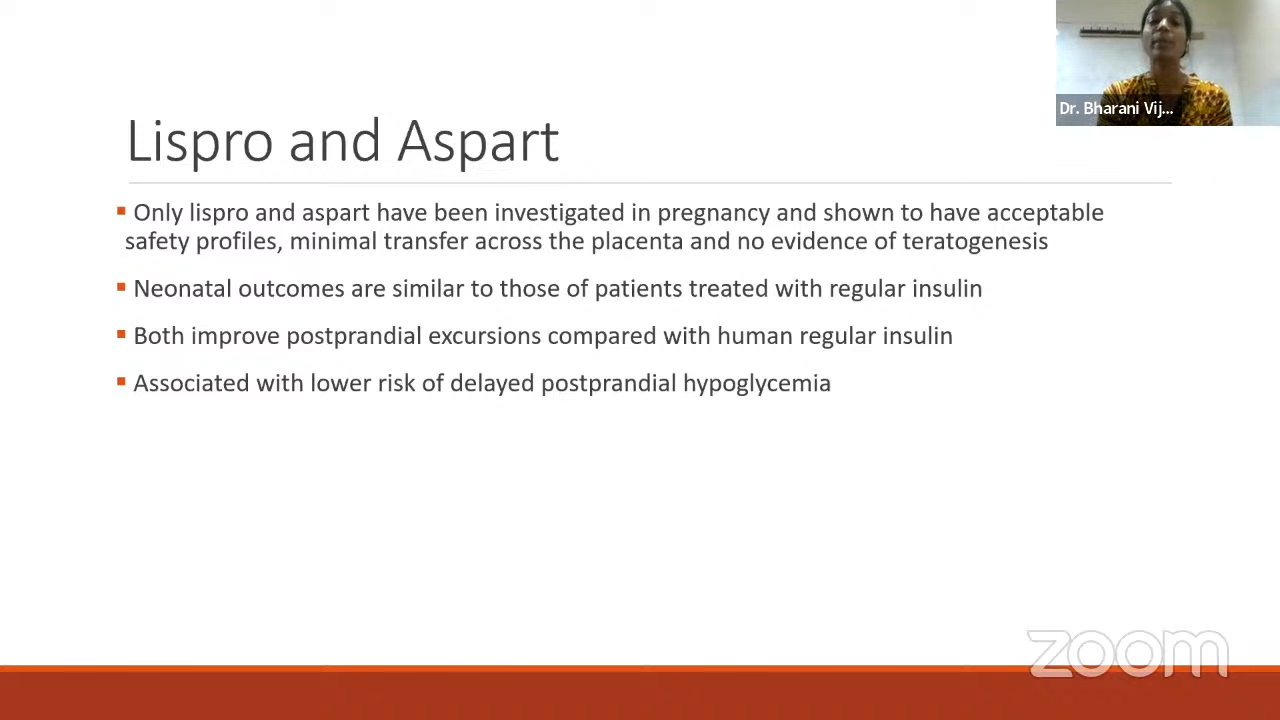 Dr. Bharani Vij...
Lispro and Aspart
▪ Only lispro and aspart have been investigated in pregnancy and shown to have acceptable
safety profiles, minimal transfer across the placenta and no evidence of teratogenesis
▪ Neonatal outcomes are similar to those of patients treated with regular insulin
▪ Both improve postprandial excursions compared with human regular insulin
▪ Associated with lower risk of delayed postprandial hypoglycemia
zoom